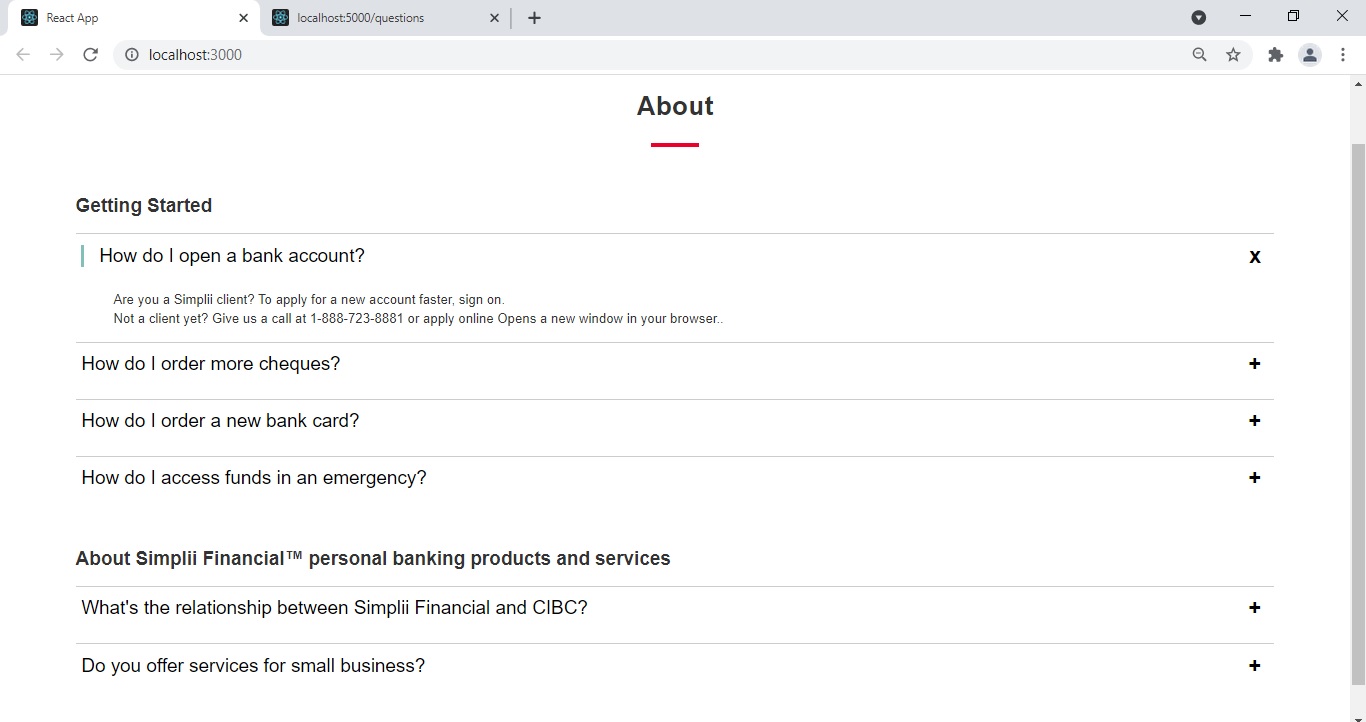 React App
localhost:5000/questions
localhost:3000
About
Getting Started
How do I open a bank account? x
Are you a Simplii client? To apply for a new account faster, sign on.
Not a client yet? Give us a call at 1-888-723-8881 or apply online Opens a new window in your browser..
How do I order more cheques? +
How do I order a new bank card? +
How do I access funds in an emergency? +
About Simplii Financial™ personal banking products and services
What's the relationship between Simplii Financial and CIBC? +
Do you offer services for small business? +